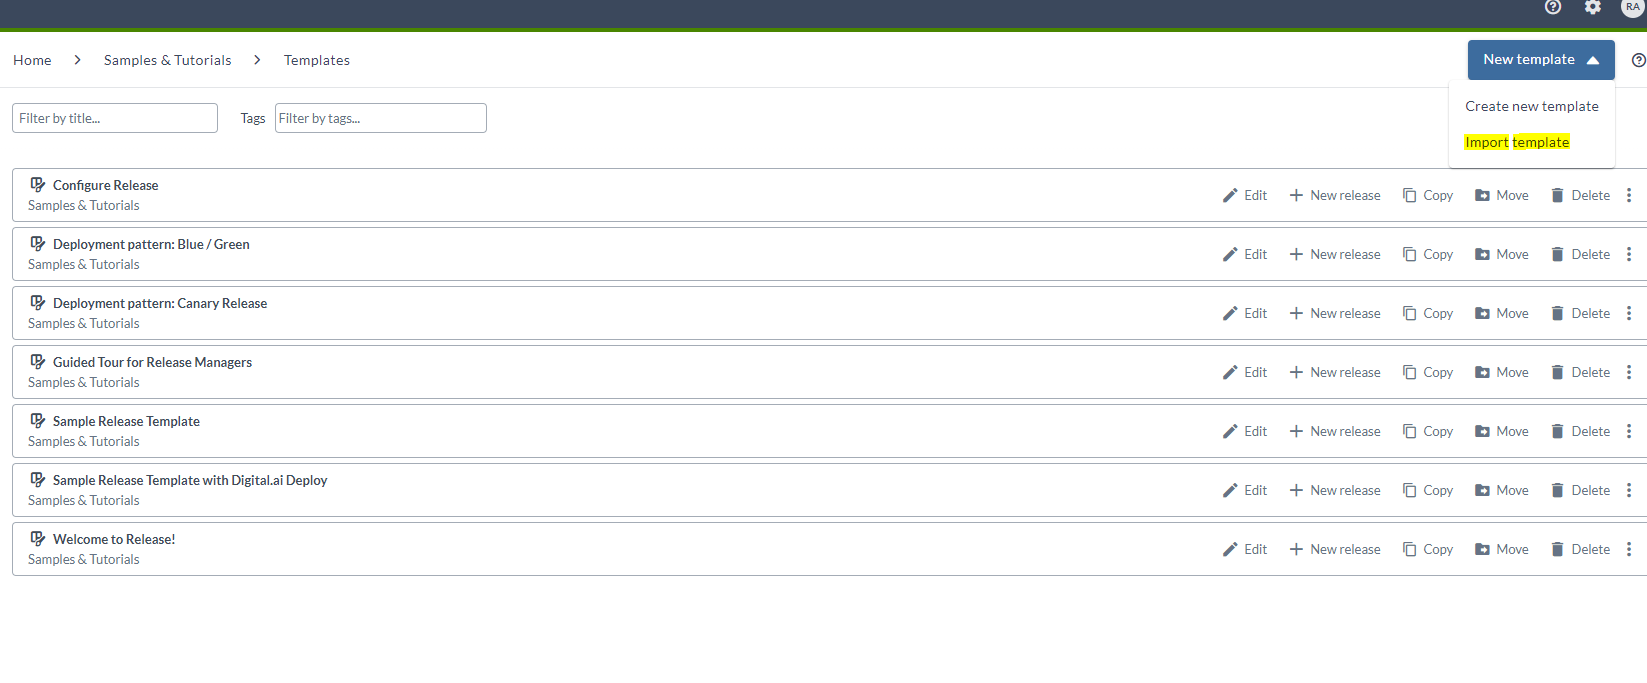 RA
Home > Samples & Tutorials > Templates
New template
Create new template
Import template
Filter by title...
Tags
Filter by tags...
Configure Release
Samples & Tutorials
Edit New release Copy Move Delete
Deployment pattern: Blue / Green
Samples & Tutorials
Edit New release Copy Move Delete
Deployment pattern: Canary Release
Samples & Tutorials
Edit New release Copy Move Delete
Guided Tour for Release Managers
Samples & Tutorials
Edit New release Copy Move Delete
Sample Release Template
Samples & Tutorials
Edit New release Copy Move Delete
Sample Release Template with Digital.ai Deploy
Samples & Tutorials
Edit New release Copy Move Delete
Welcome to Release!
Samples & Tutorials
Edit New release Copy Move Delete